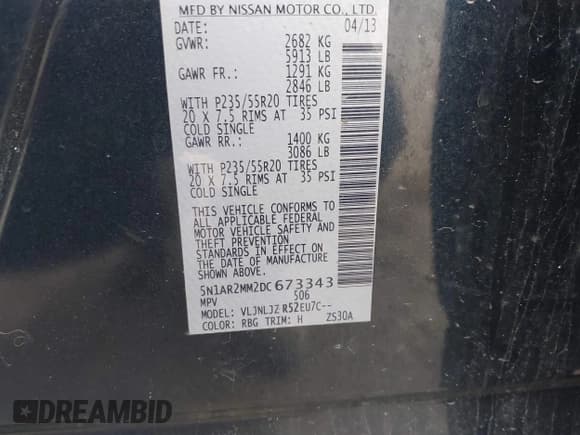 MFD BY NISSAN MOTOR CO., LTD.
DATE: 04/13
GVWR: 2682 KG
5913 LB
GAWR FR.: 1291 KG
2846 LB
WITH P235/55R20 TIRES
20 X 7.5 RIMS AT 35 PSI
COLD SINGLE
GAWR RR.: 1400 KG
3086 LB
WITH P235/55R20 TIRES
20 X 7.5 RIMS AT 35 PSI
COLD SINGLE
THIS VEHICLE CONFORMS TO
ALL APPLICABLE FEDERAL
MOTOR VEHICLE SAFETY AND
THEFT PREVENTION
STANDARDS IN EFFECT ON
THE DATE OF MANUFACTURE
SHOWN ABOVE.
5N1AR2MM2DC673343
MPV 506
MODEL: VLJNLJZ R52EU7C--
COLOR: RBG TRIM: H ZS30A
DREAMBID